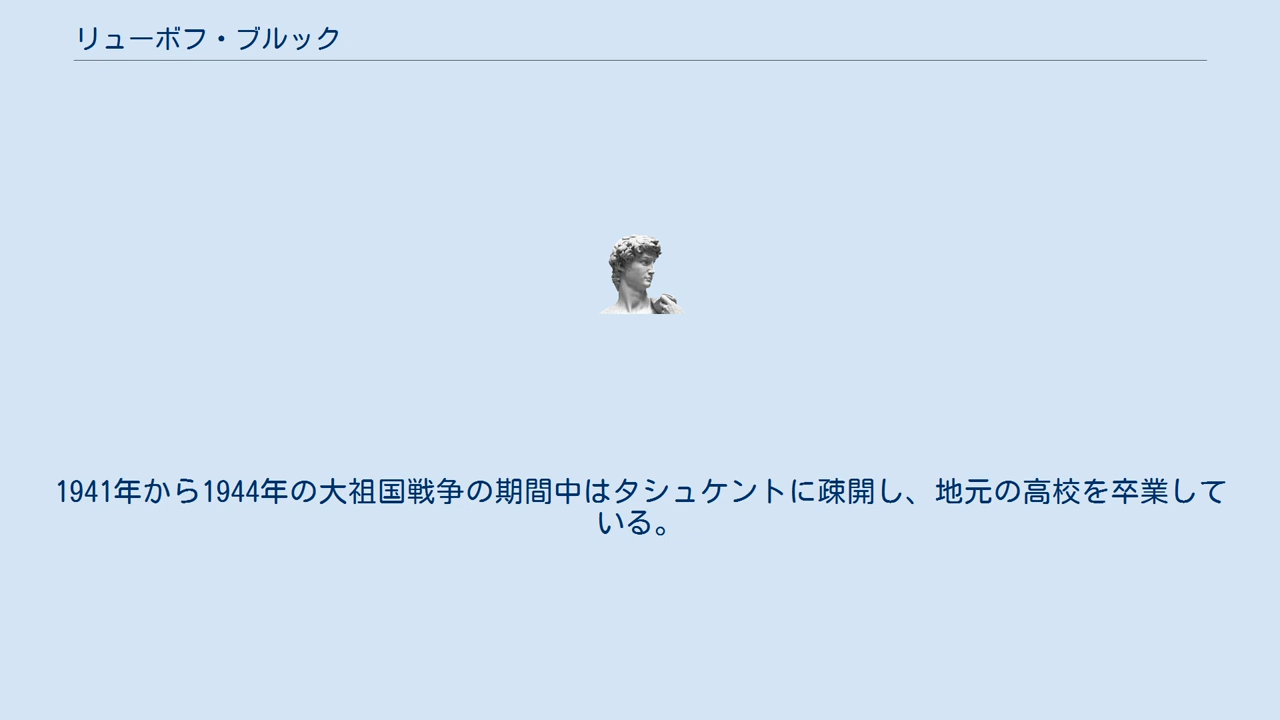 リューボフ・ブルック
1941年から1944年の大祖国戦争の期間中はタシュケントに疎開し、地元の高校を卒業して
いる。